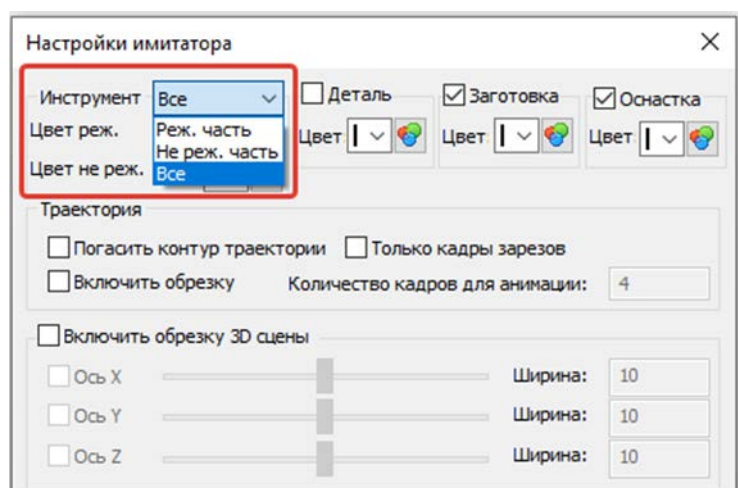 Настройки имитатора
Инструмент Все Деталь Заготовка Оснастка
Цвет реж. Реж. часть Цвет Цвет Цвет
Не реж. часть
Цвет не реж. Все
Траектория
Погасить контур траектории Только кадры зарезов
Включить обрезку Количество кадров для анимации: 4
Включить обрезку 3D сцены
Ось X Ширина: 10
Ось Y Ширина: 10
Ось Z Ширина: 10